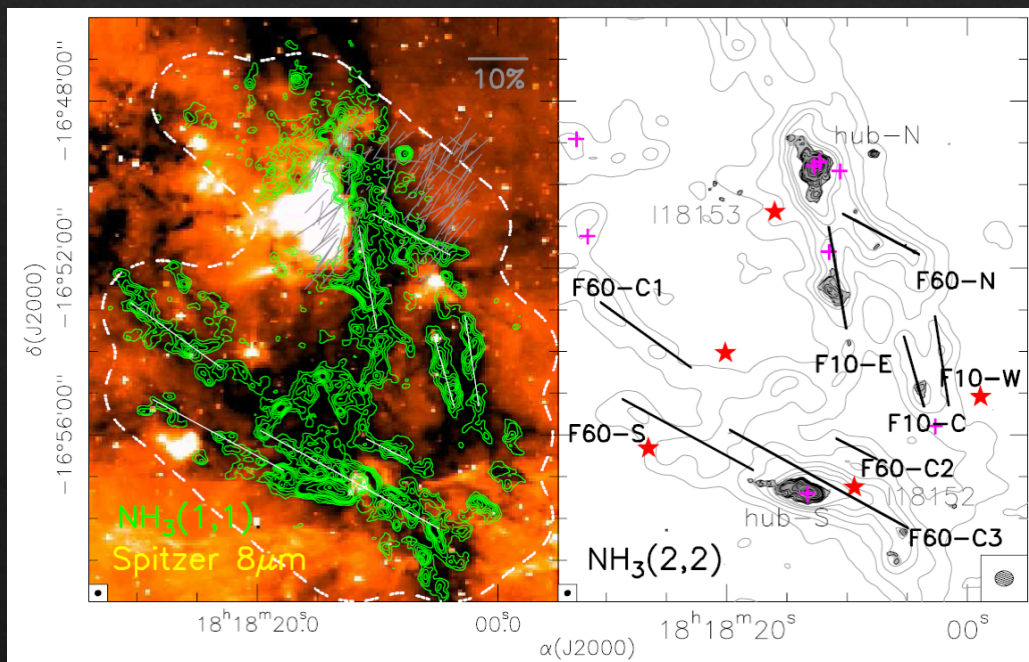 10%
−16°48'00"
−16°52'00"
−16°56'00"
δ(J2000)
NH₃(1,1)
Spitzer 8μm
18ʰ18ᵐ20ˢ.0
00ˢ.
hub−N
I18153
F60−N
F60−C1
F10−E
F10−W
F10−C
F60−S
F60−C2
I18152
hub−S
F60−C3
NH₃(2,2)
18ʰ18ᵐ20ˢ
00ˢ
α(J2000)